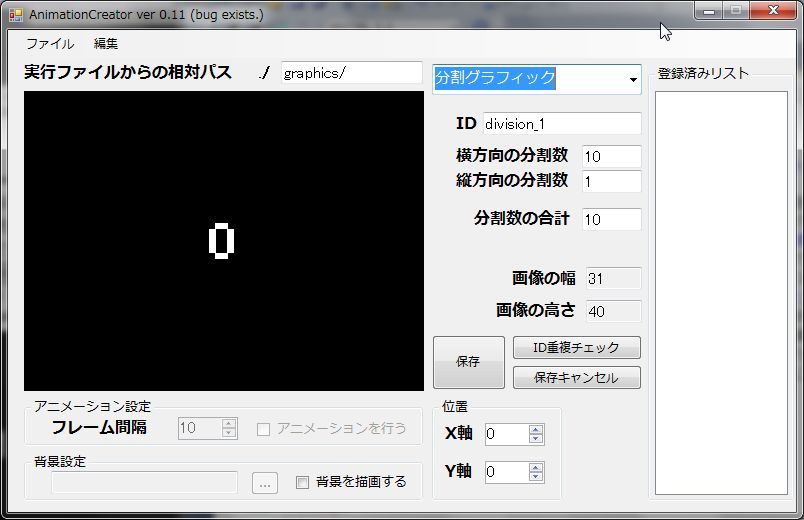 AnimationCreator ver 0.11 (bug exists.)
ファイル 編集
実行ファイルからの相対パス ./ graphics/
分割グラフィック
登録済みリスト
ID division_1
横方向の分割数 10
縦方向の分割数 1
分割数の合計 10
0
画像の幅 31
画像の高さ 40
保存
ID重複チェック
保存キャンセル
アニメーション設定
フレーム間隔 10 アニメーションを行う
背景設定
... 背景を描画する
位置
X軸 0
Y軸 0